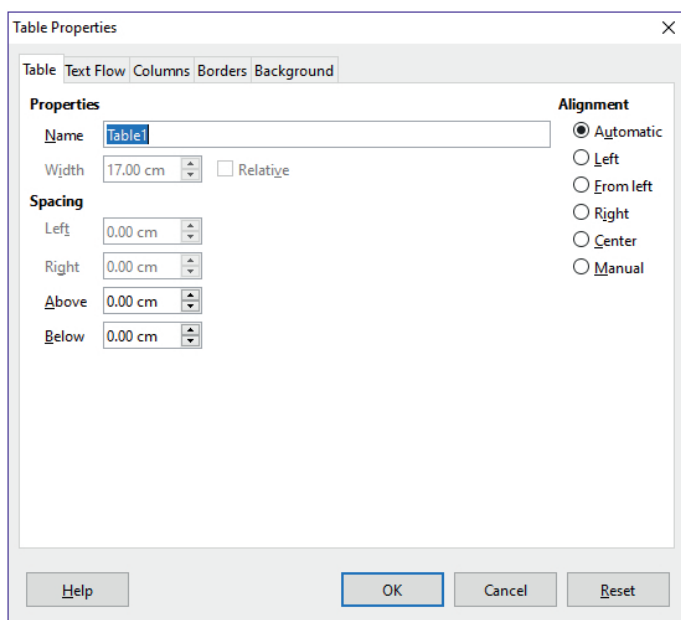 Table Properties
Table Text Flow Columns Borders Background
Properties
Name Table1
Width 17.00 cm Relative
Spacing
Left 0.00 cm
Right 0.00 cm
Above 0.00 cm
Below 0.00 cm
Alignment
Automatic
Left
From left
Right
Center
Manual
Help OK Cancel Reset